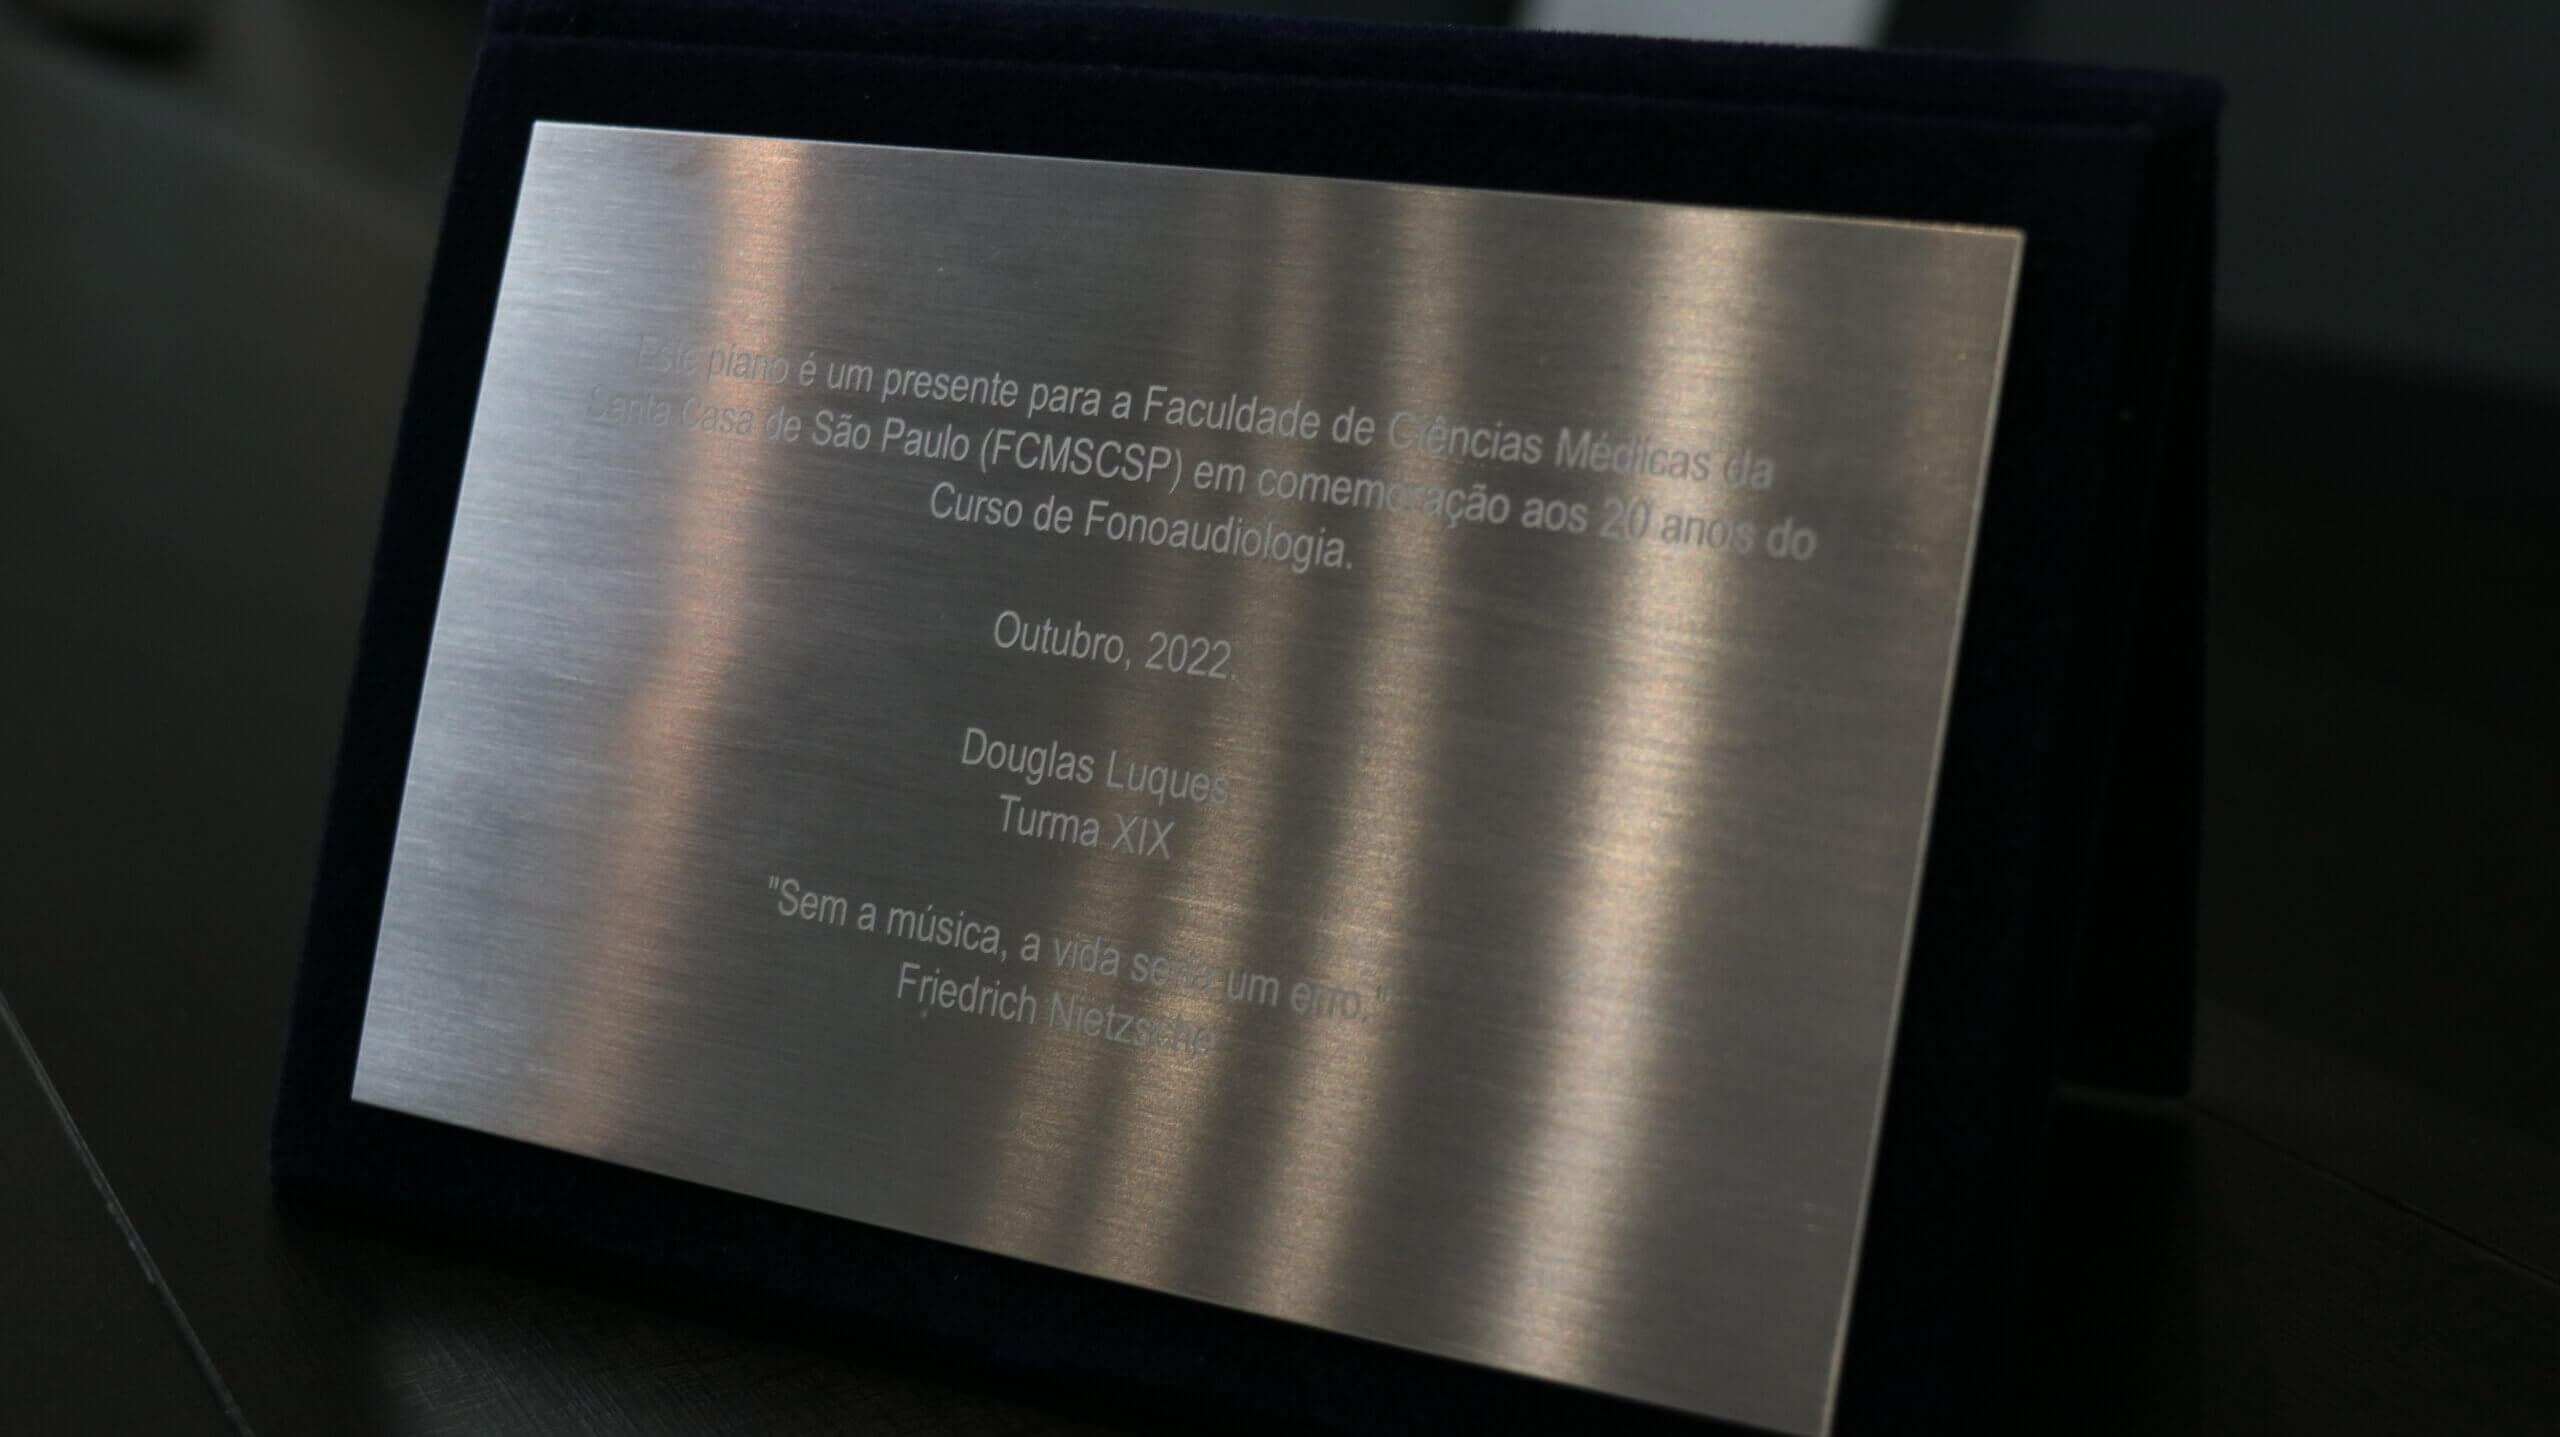 Este piano é um presente para a Faculdade de Ciências Médicas da
Santa Casa de São Paulo (FCMSCSP) em comemoração aos 20 anois do
Curso de Fonoaudiologia.
Outubro, 2022.
Douglas Luques
Turma XIX
"Sem a música, a vida seria um erro,"
Friedrich Nietzsche